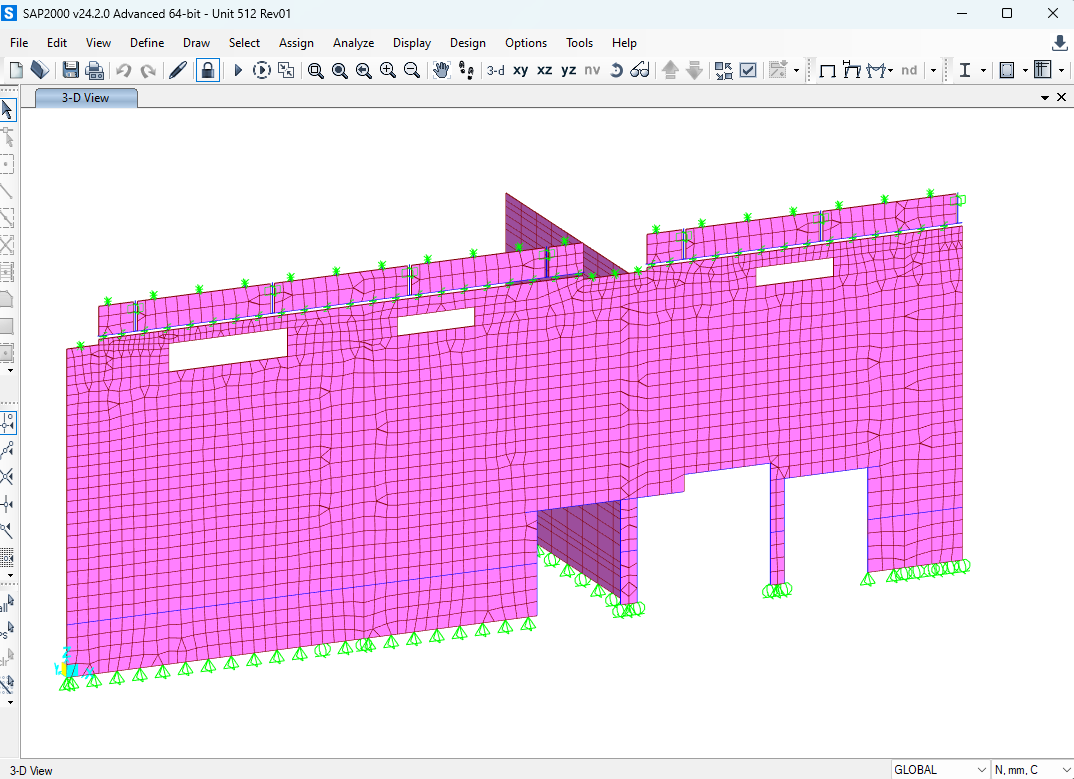 SAP2000 v24.2.0 Advanced 64-bit - Unit 512 Rev01
File Edit View Define Draw Select Assign Analyze Display Design Options Tools Help
3-d xy xz yz nv nd
3-D View
all
3-D View GLOBAL N, mm, C